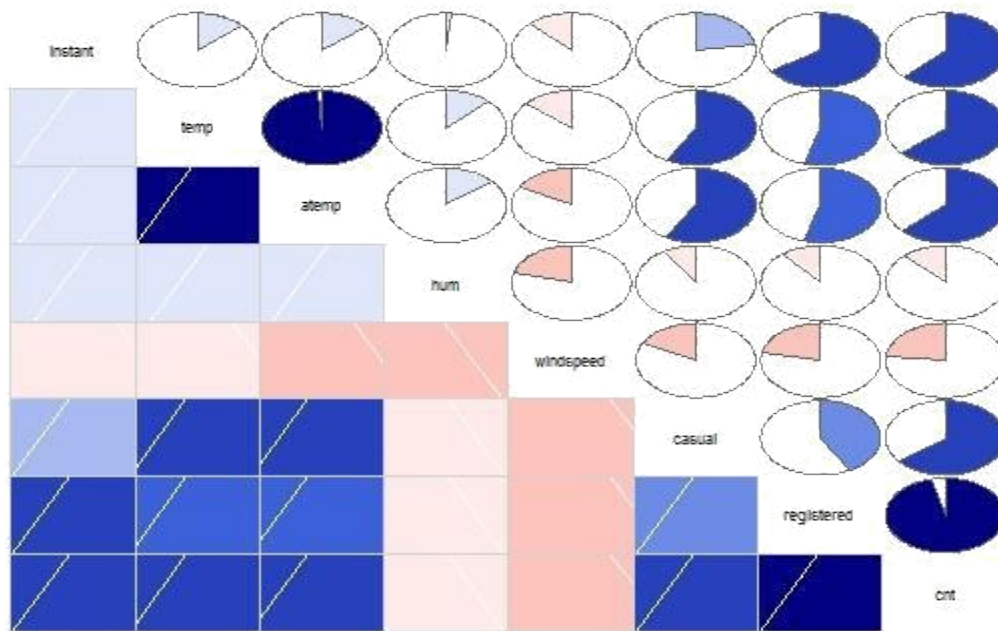 instant
temp
atemp
hum
windspeed
casual
registered
cnt